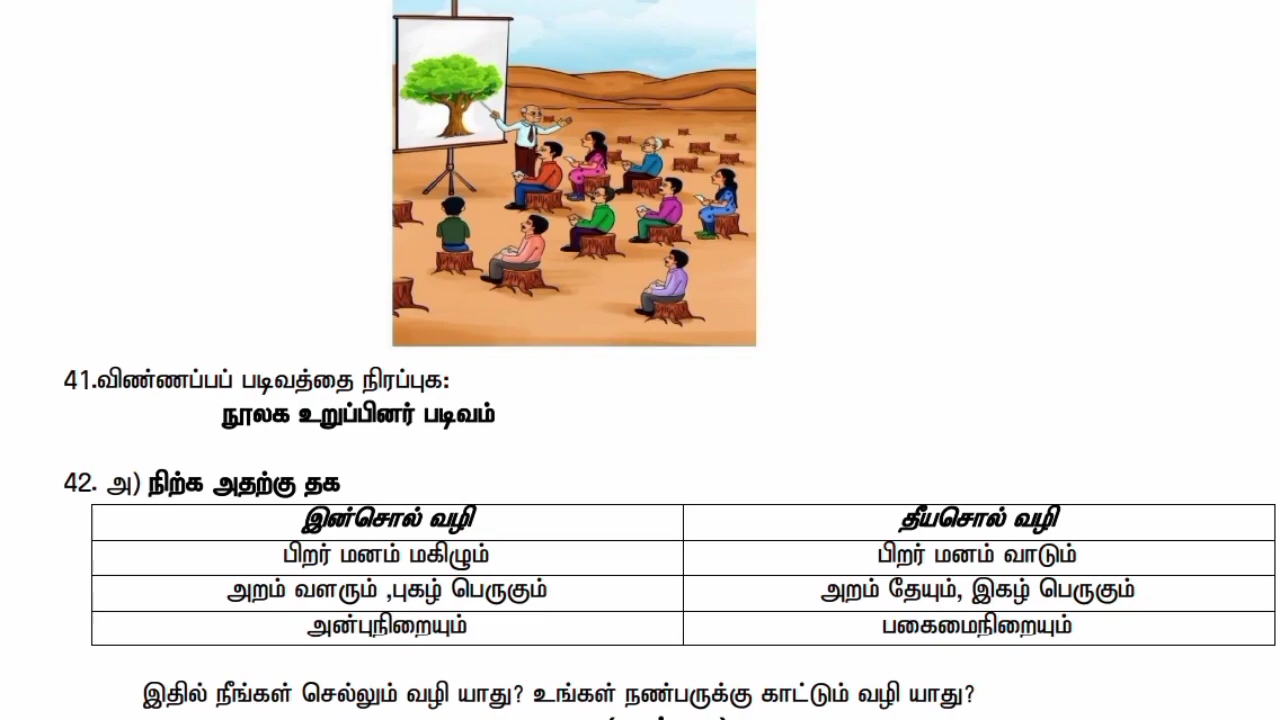 41.விண்ணப்பப் படிவத்தை நிரப்புக:
நூலக உறுப்பினர் படிவம்
42. அ) நிற்க அதற்கு தக
இன்சொல் வழி தீயசொல் வழி
பிறர் மனம் மகிழும் பிறர் மனம் வாடும்
அறம் வளரும் ,புகழ் பெருகும் அறம் தேயும், இகழ் பெருகும்
அன்புநிறையும் பகைமைநிறையும்
இதில் நீங்கள் செல்லும் வழி யாது? உங்கள் நண்பருக்கு காட்டும் வழி யாது?